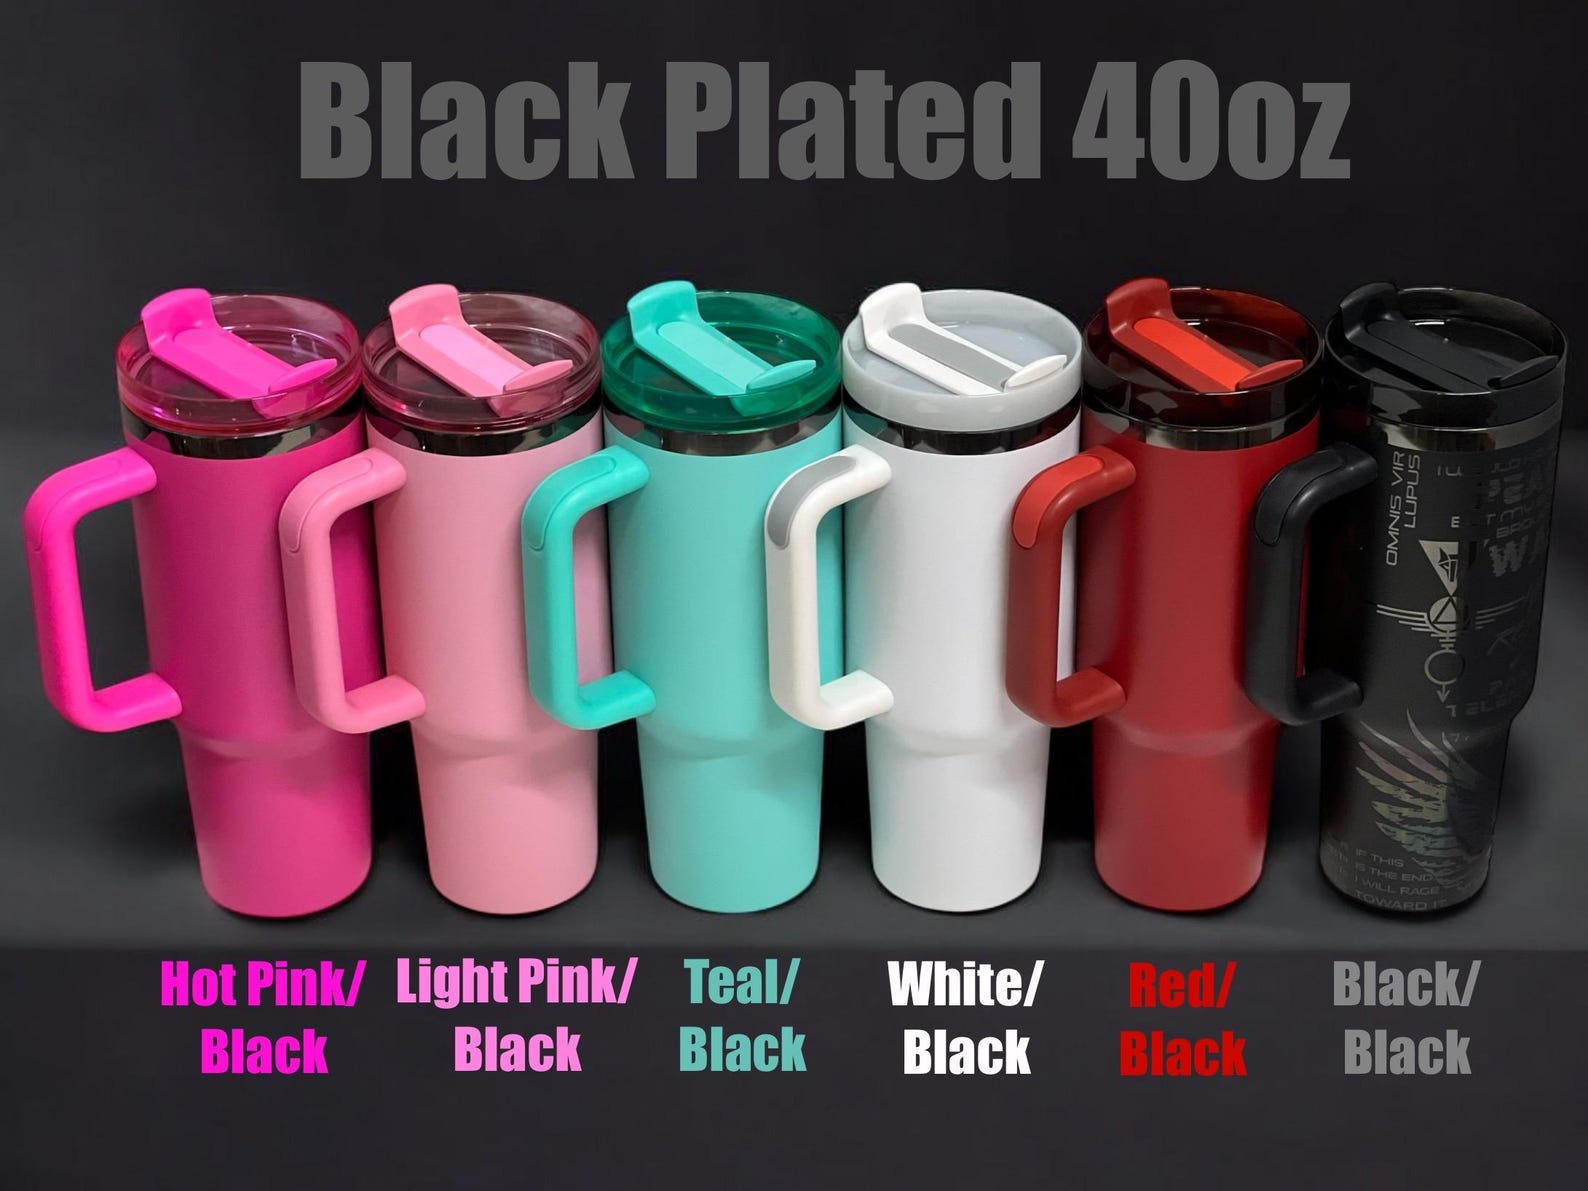 Black Plated 40oz
OMNIS VIR
LUPUS
IF THIS
IS THE END
I WILL RAGE
TOWARD IT
Hot Pink/
Black
Light Pink/
Black
Teal/
Black
White/
Black
Red/
Black
Black/
Black